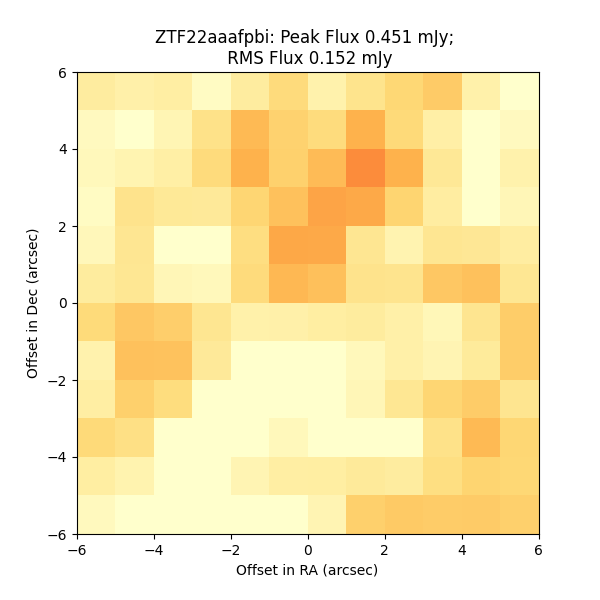 ZTF22aaafpbi: Peak Flux 0.451 mJy;
RMS Flux 0.152 mJy
6
4
2
0
−2
−4
−6
Offset in Dec (arcsec)
−6 −4 −2 0 2 4 6
Offset in RA (arcsec)